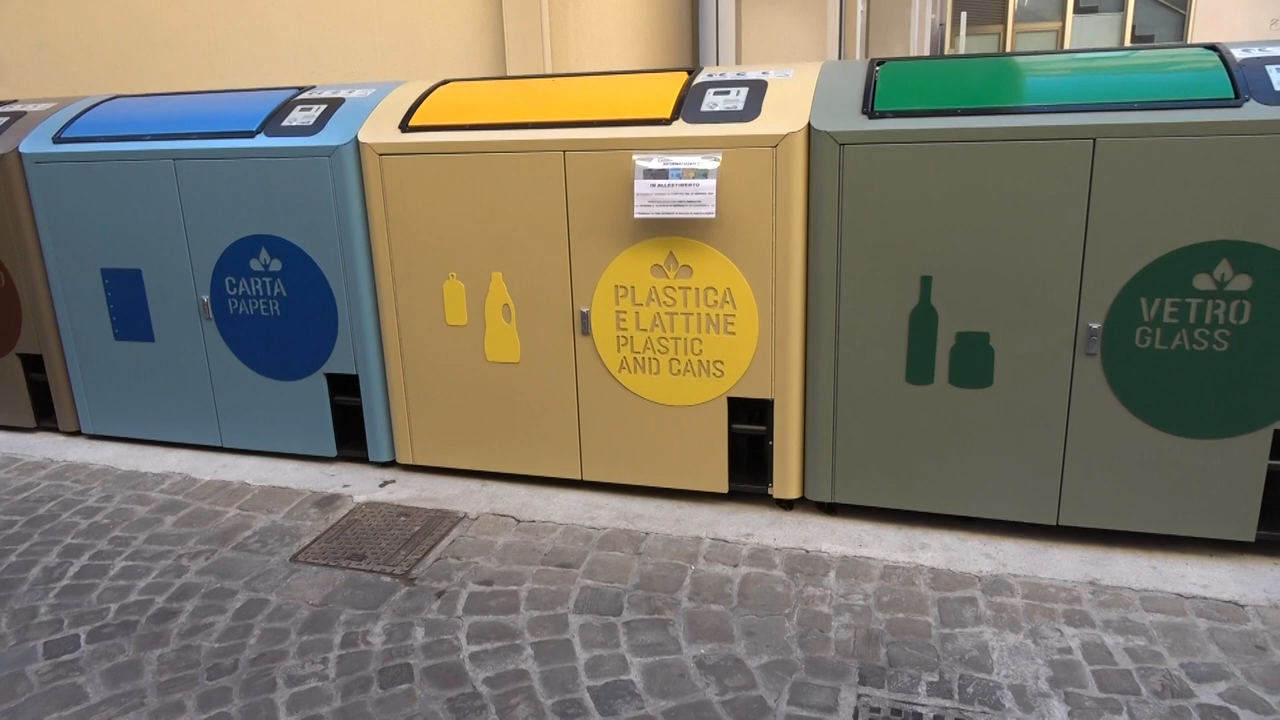 CARTA
PAPER
IN ALLESTIMENTO
PLASTICA
E LATTINE
PLASTIC
AND CANS
VETRO
GLASS